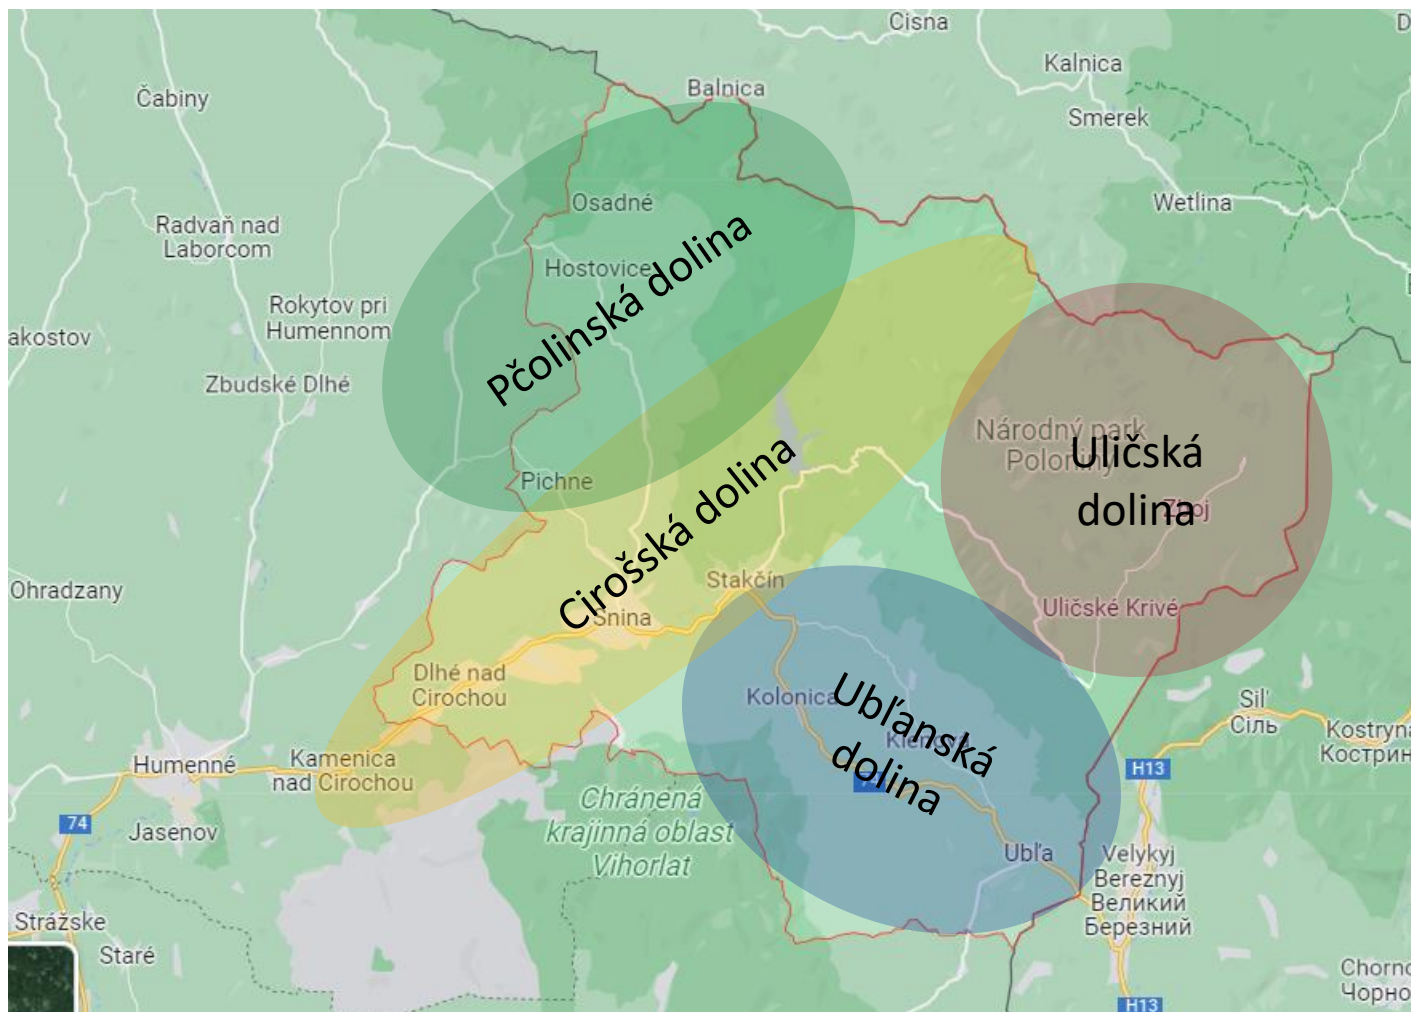 Cisna
Balnica
Kalnica
Čabiny
Smerek
Osadné
Wetlina
Radvaň nad
Laborcom
Hostovice
Pčolinská dolina
Rokytov pri
Humennom
akostov
Zbudské Dlhé
Národný park
Poloniny
Uličská
dolina
Pichne
Cirošská dolina
Ohradzany
Stakčín
Snina
Uličské Krivé
Dlhé nad
Cirochou
Kolonica
Ubľanská
dolina
Siľ
Сіль
Kostryna
Кострин
Humenné
Kamenica
nad Cirochou
H13
Chránená
krajinná oblast
Vihorlat
74
Jasenov
Ubľa
Velykyj
Bereznyj
Великий
Березний
Strážske
Staré
Chorno
Чорно
H13